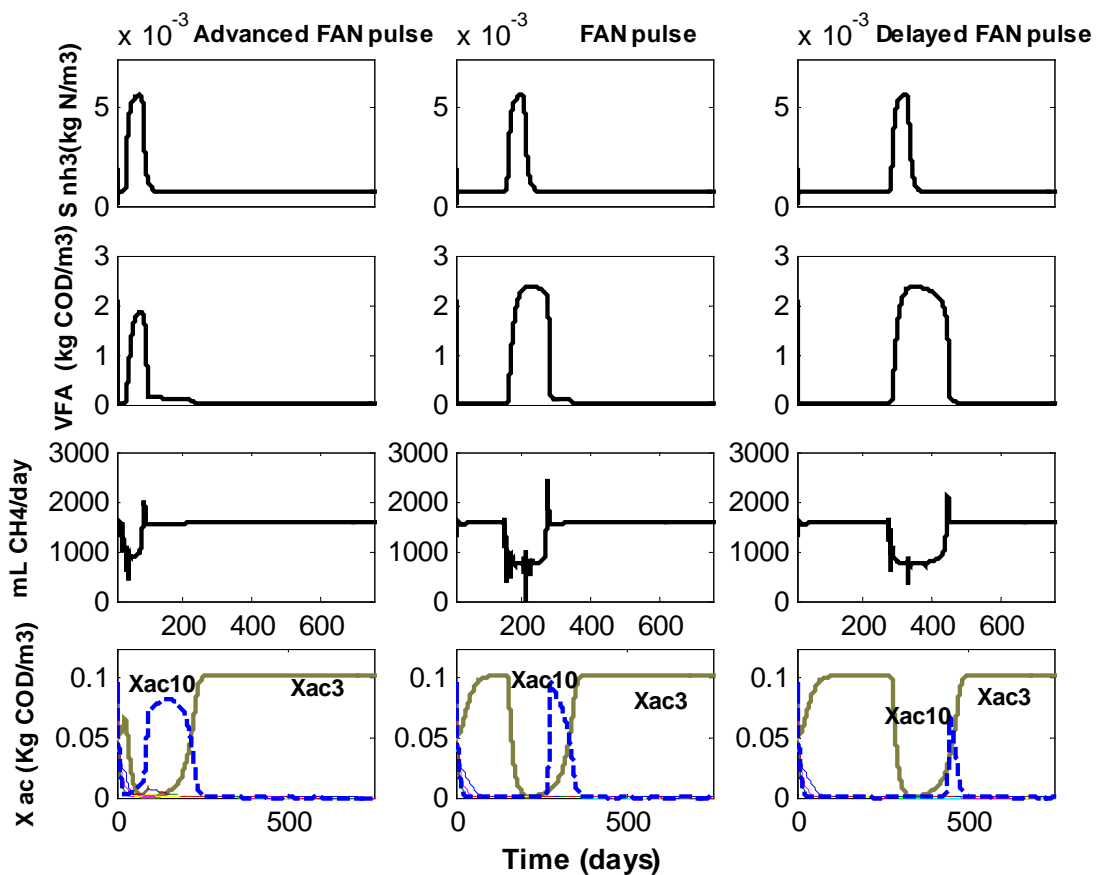 x 10-3 Advanced FAN pulse
x 10-3 FAN pulse
x 10-3 Delayed FAN pulse
S nh3(kg N/m3)
5
0
5
0
5
0
VFA (kg COD/m3)
3
2
1
0
3
2
1
0
3
2
1
0
mL CH4/day
3000
2000
1000
0
200 400 600
3000
2000
1000
0
200 400 600
3000
2000
1000
0
200 400 600
X ac (Kg COD/m3)
0.1
0.05
0
Xac10
Xac3
0 500
0.1
0.05
0
Xac10
Xac3
0 500
0.1
0.05
0
Xac10
Xac3
0 500
Time (days)